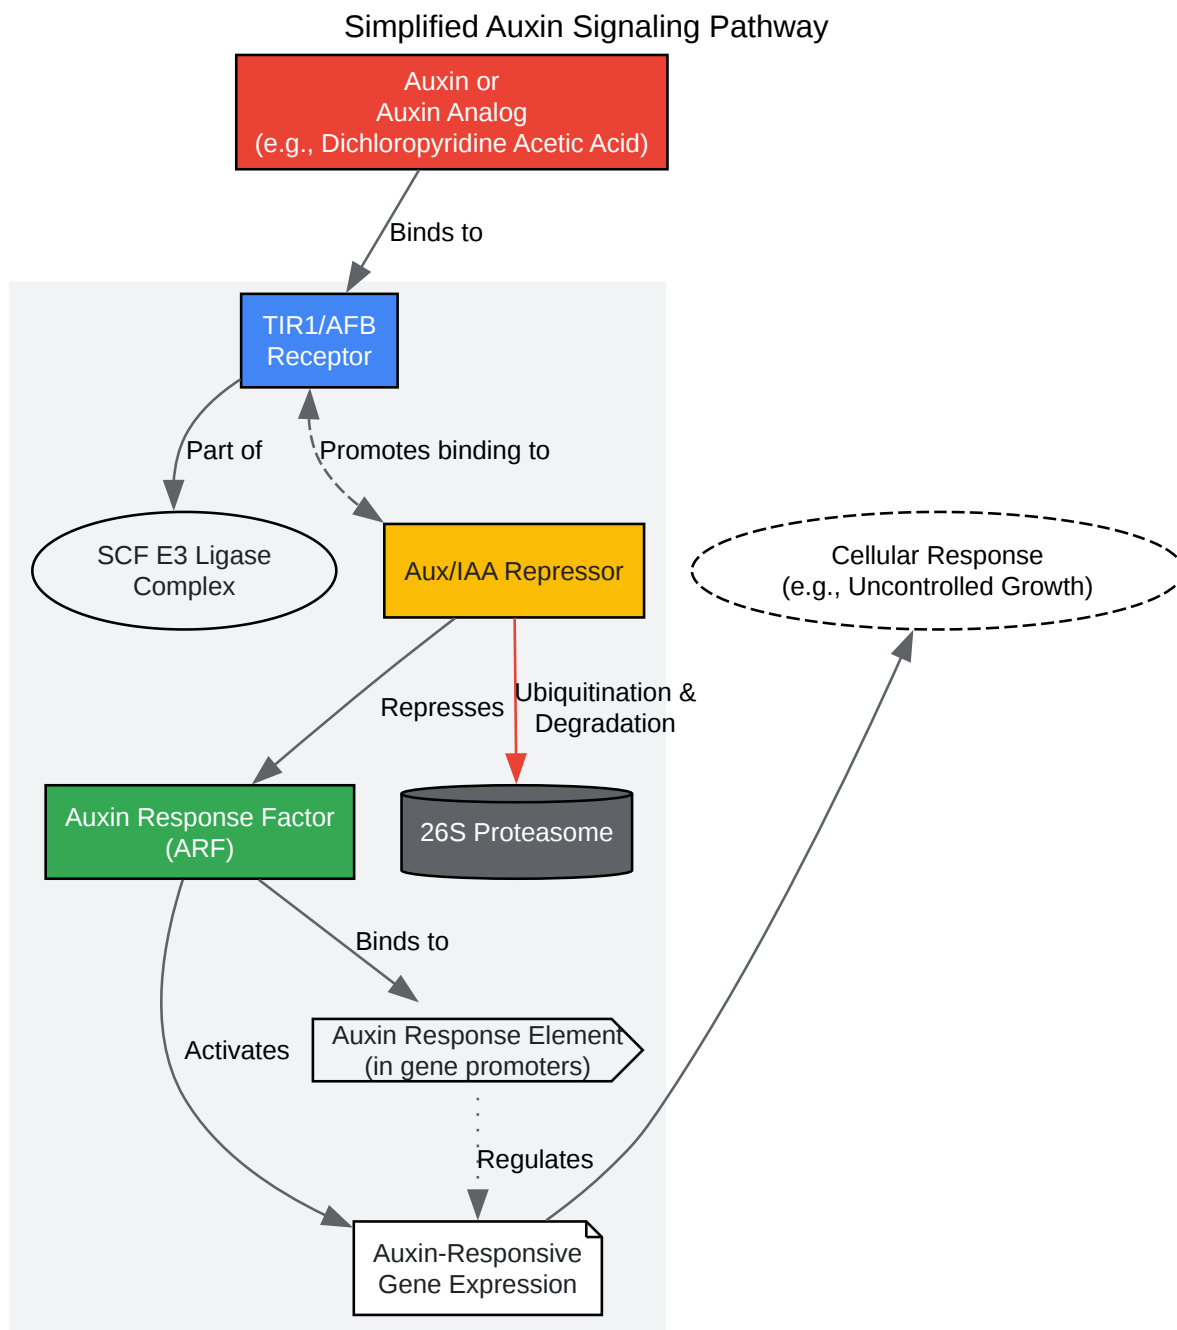 Simplified Auxin Signaling Pathway
Auxin or
Auxin Analog
(e.g., Dichloropyridine Acetic Acid)
Binds to
TIR1/AFB
Receptor
Part of
Promotes binding to
SCF E3 Ligase
Complex
Aux/IAA Repressor
Cellular Response
(e.g., Uncontrolled Growth)
Represses
Ubiquitination &
Degradation
Auxin Response Factor
(ARF)
26S Proteasome
Binds to
Activates
Auxin Response Element
(in gene promoters)
Regulates
Auxin-Responsive
Gene Expression